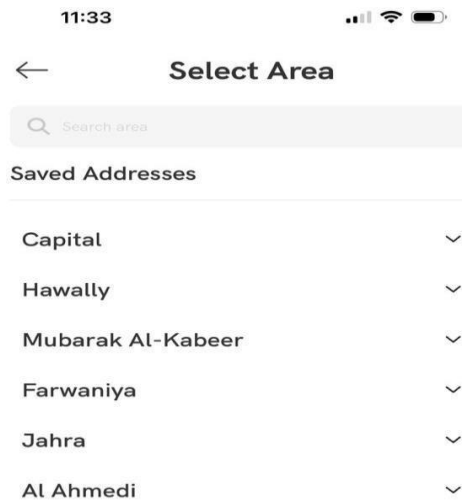 11:33
Select Area
Search area
Saved Addresses
Capital
Hawally
Mubarak Al-Kabeer
Farwaniya
Jahra
Al Ahmedi